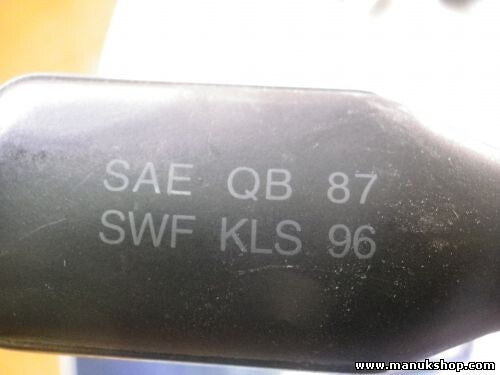 SAE QB 87
SWF KLS 96
www.manukshop.com